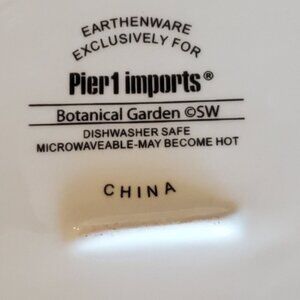 EARTHENWARE
EXCLUSIVELY FOR
Pier1 imports®
Botanical Garden ©SW
DISHWASHER SAFE
MICROWAVEABLE-MAY BECOME HOT
CHINA